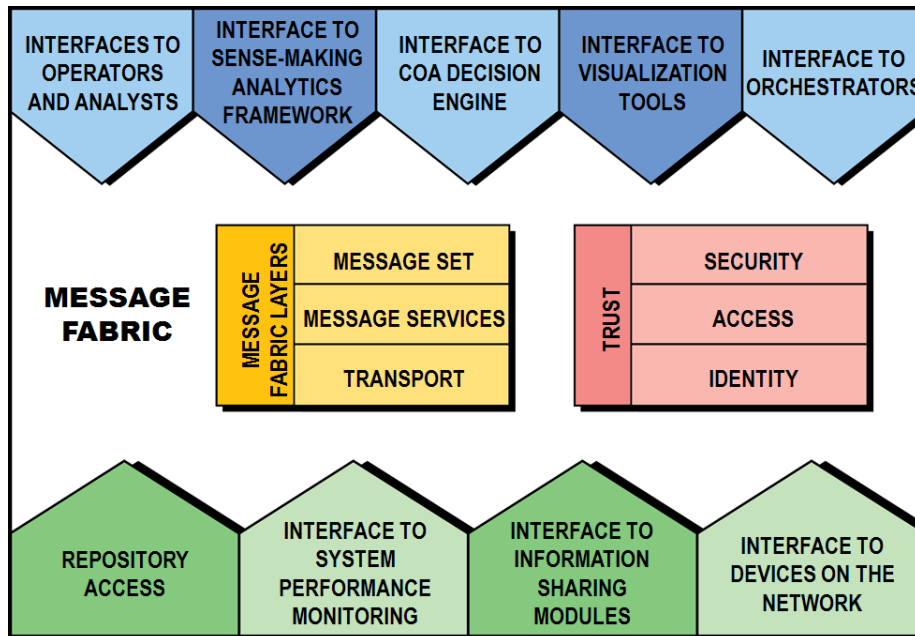 INTERFACES TO
OPERATORS
AND ANALYSTS
INTERFACE TO
SENSE-MAKING
ANALYTICS
FRAMEWORK
INTERFACE TO
COA DECISION
ENGINE
INTERFACE TO
VISUALIZATION
TOOLS
INTERFACE TO
ORCHESTRATORS
MESSAGE
FABRIC
MESSAGE
FABRIC LAYERS
MESSAGE SET
MESSAGE SERVICES
TRANSPORT
TRUST
SECURITY
ACCESS
IDENTITY
REPOSITORY
ACCESS
INTERFACE TO
SYSTEM
PERFORMANCE
MONITORING
INTERFACE TO
INFORMATION
SHARING
MODULES
INTERFACE TO
DEVICES ON THE
NETWORK